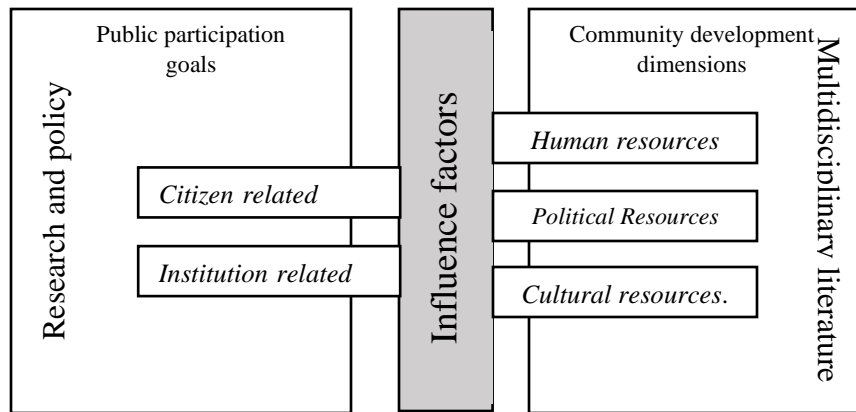 Public participation
goals
Research and policy
Citizen related
Institution related
Influence factors
Community development
dimensions
Human resources
Political Resources
Cultural resources.
Multidisciplinary literature